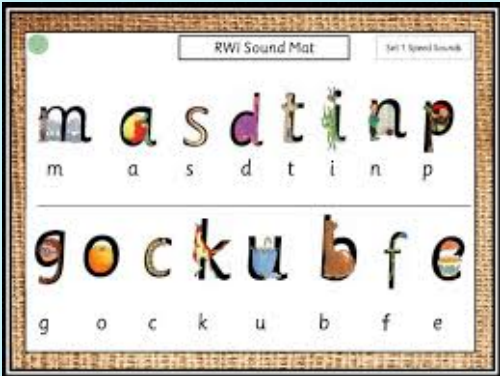 RWi Sound Mat
Set 1 Speed Sounds
m a s d t i n p
m a s d t i n p
g o c k u b f e
g o c k u b f e